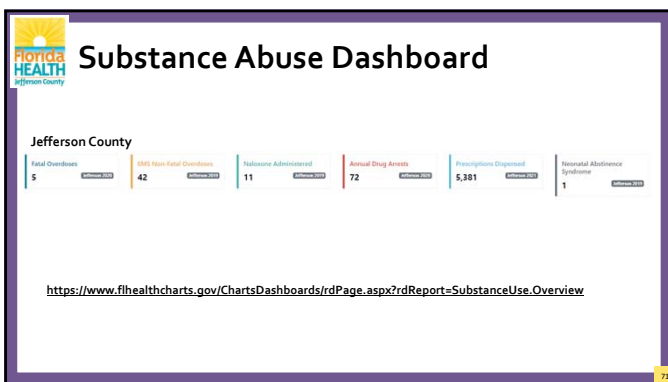 Florida
HEALTH
Jefferson County
Substance Abuse Dashboard
Jefferson County
Fatal Overdoses
5 Jefferson 2020
EMS Non-Fatal Overdoses
42 Jefferson 2019
Naloxone Administered
11 Jefferson 2019
Annual Drug Arrests
72 Jefferson 2020
Prescriptions Dispensed
5,381 Jefferson 2021
Neonatal Abstinence
Syndrome
1 Jefferson 2019
https://www.flhealthcharts.gov/ChartsDashboards/rdPage.aspx?rdReport=SubstanceUse.Overview
71